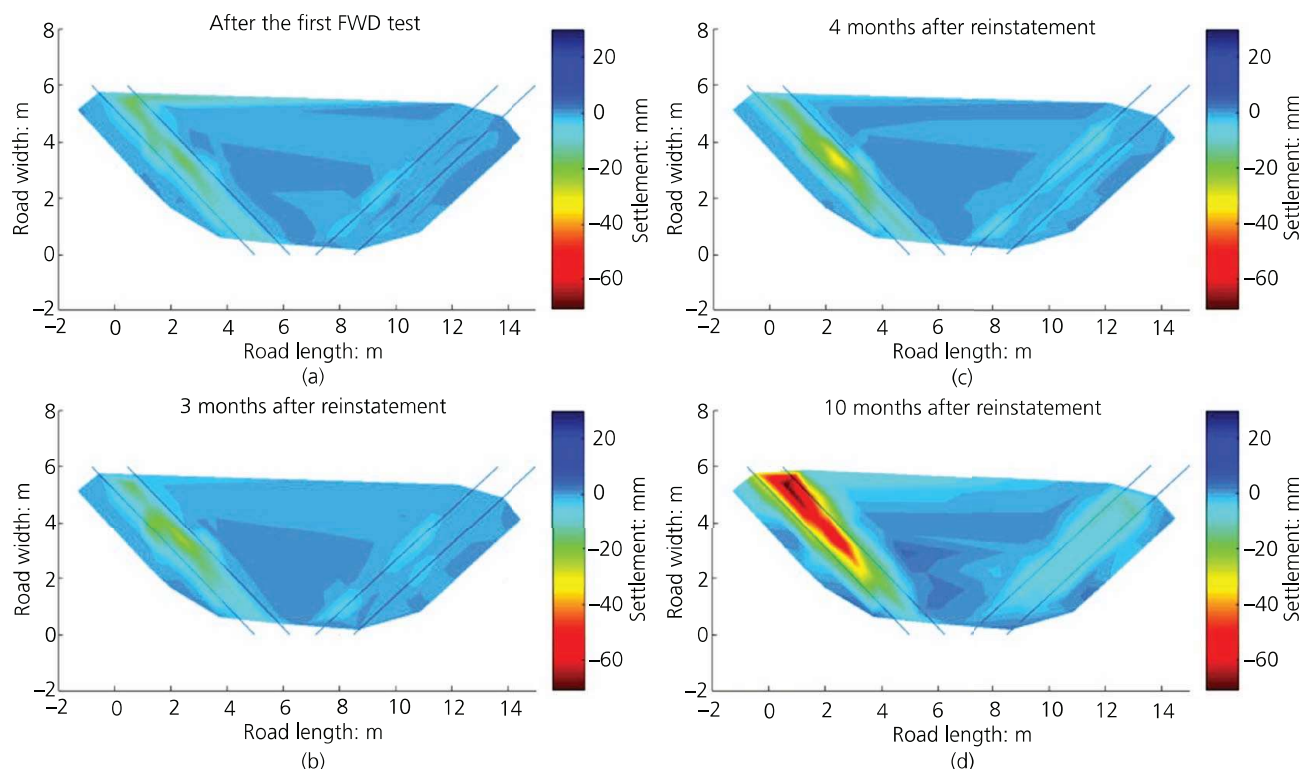 After the first FWD test
8
6
4
2
0
−2
Road width: m
−2 0 2 4 6 8 10 12 14
Road length: m
20
0
−20
−40
−60
Settlement: mm
(a)
3 months after reinstatement
8
6
4
2
0
−2
Road width: m
−2 0 2 4 6 8 10 12 14
Road length: m
20
0
−20
−40
−60
Settlement: mm
(b)
4 months after reinstatement
8
6
4
2
0
−2
Road width: m
−2 0 2 4 6 8 10 12 14
Road length: m
20
0
−20
−40
−60
Settlement: mm
(c)
10 months after reinstatement
8
6
4
2
0
−2
Road width: m
−2 0 2 4 6 8 10 12 14
Road length: m
20
0
−20
−40
−60
Settlement: mm
(d)